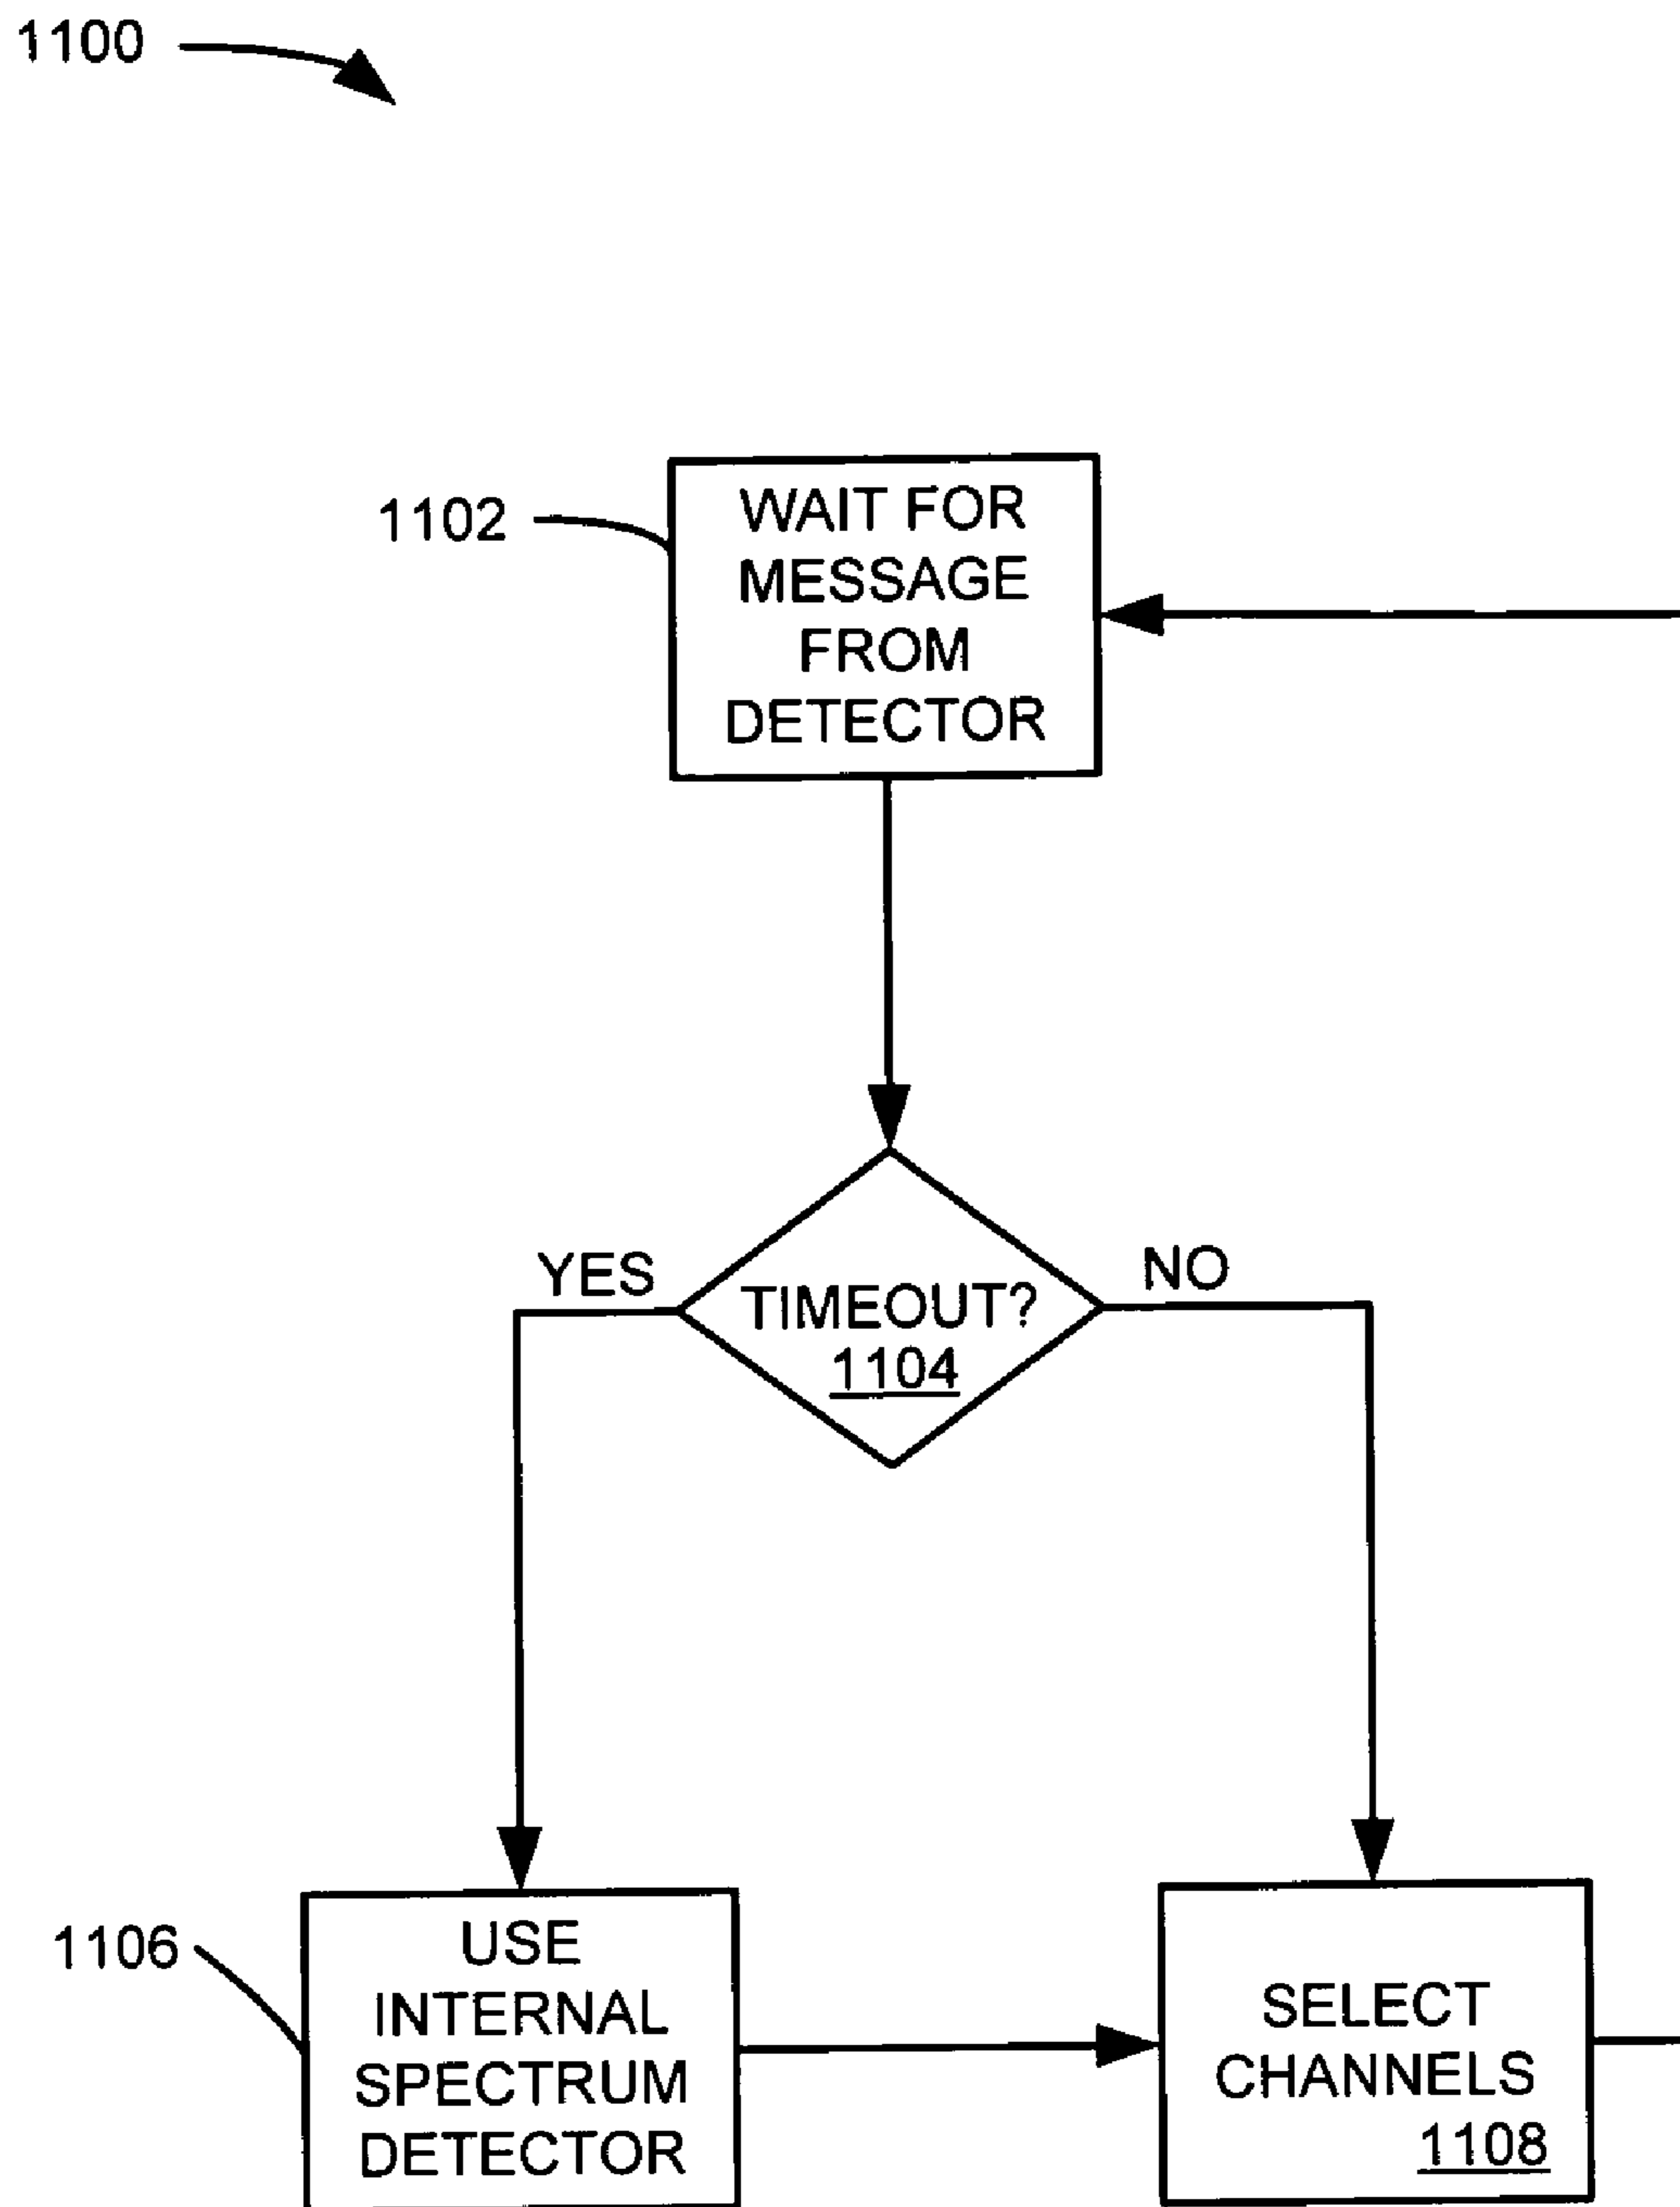 1100
1102
WAIT FOR
MESSAGE
FROM
DETECTOR
YES
NO
TIMEOUT?
1104
1106
USE
INTERNAL
SPECTRUM
DETECTOR
SELECT
CHANNELS
1108